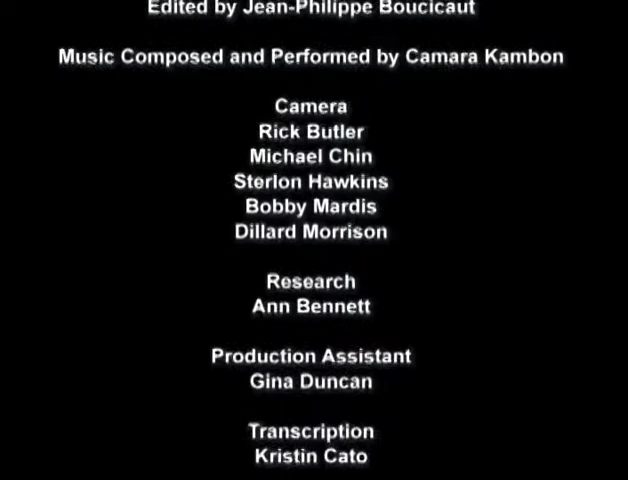 Edited by Jean-Philippe Boucicaut
Music Composed and Performed by Camara Kambon
Camera
Rick Butler
Michael Chin
Sterlon Hawkins
Bobby Mardis
Dillard Morrison
Research
Ann Bennett
Production Assistant
Gina Duncan
Transcription
Kristin Cato